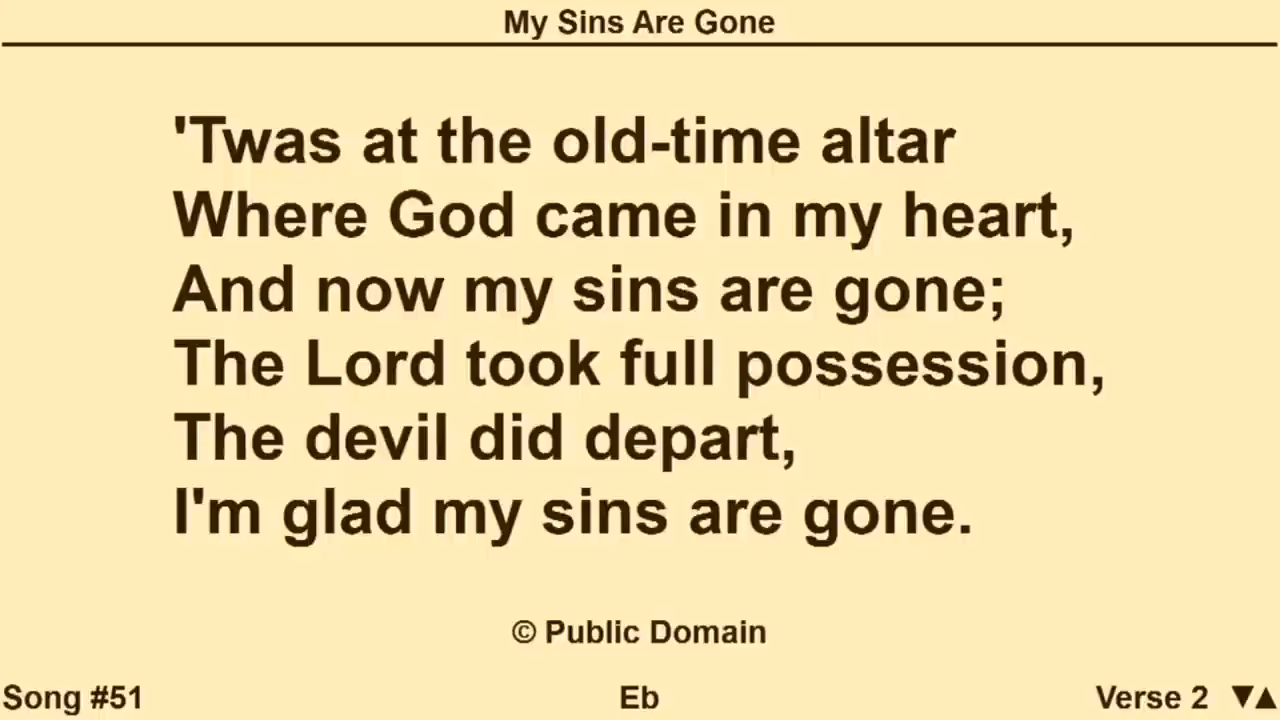 My Sins Are Gone
'Twas at the old-time altar
Where God came in my heart,
And now my sins are gone;
The Lord took full possession,
The devil did depart,
I'm glad my sins are gone.
© Public Domain
Song #51 Eb Verse 2 ▼▲